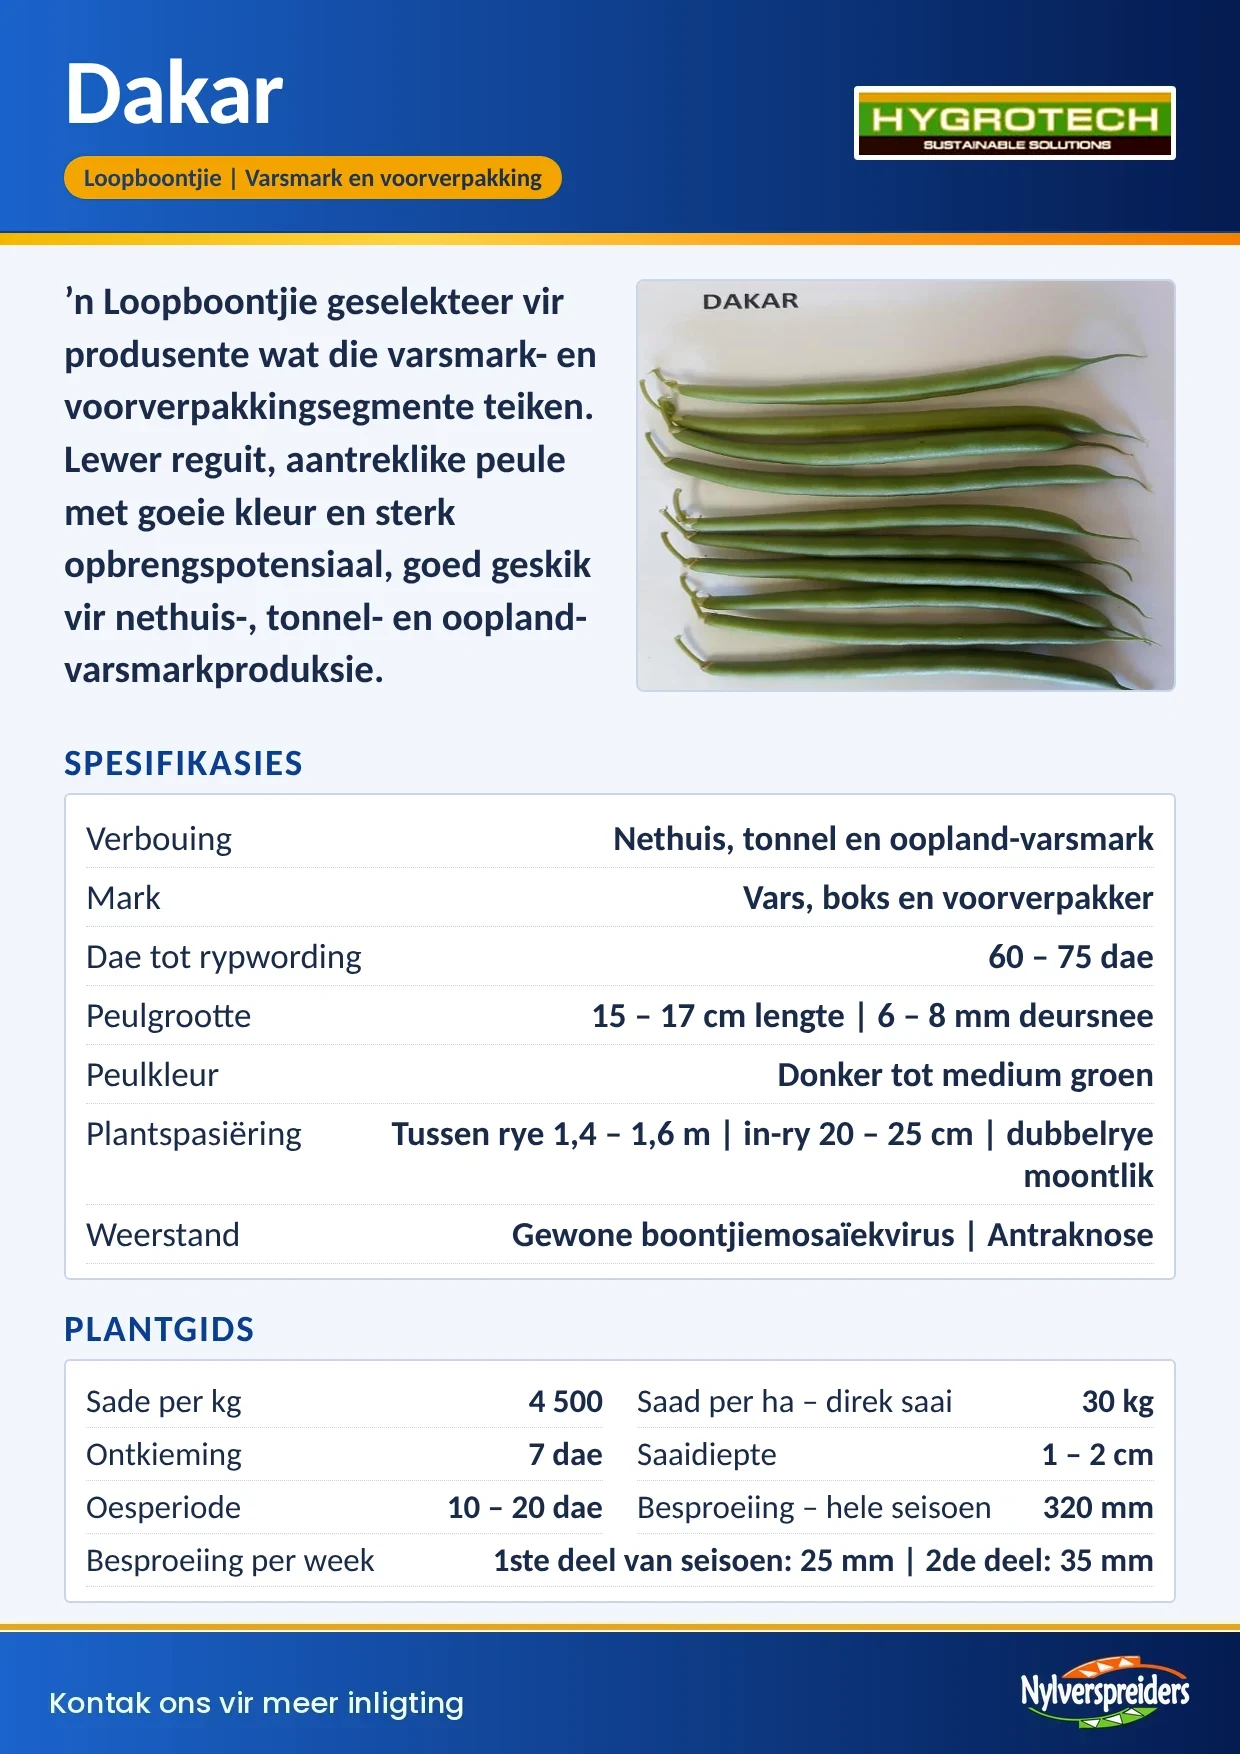 Dakar
Loopboontjie | Varsmark en voorverpakking
HYGROTECH
SUSTAINABLE SOLUTIONS
’n Loopboontjie geselekteer vir
produsente wat die varsmark- en
voorverpakkingsegmente teiken.
Lewer reguit, aantreklike peule
met goeie kleur en sterk
opbrengspotensiaal, goed geskik
vir nethuis-, tonnel- en oopland-
varsmarkproduksie.
DAKAR
SPESIFIKASIES
Verbouing Nethuis, tonnel en oopland-varsmark
Mark Vars, boks en voorverpakker
Dae tot rypwording 60 – 75 dae
Peulgrootte 15 – 17 cm lengte | 6 – 8 mm deursnee
Peulkleur Donker tot medium groen
Plantspasiëring Tussen rye 1,4 – 1,6 m | in-ry 20 – 25 cm | dubbelrye
moontlik
Weerstand Gewone boontjiemosaïekvirus | Antraknose
PLANTGIDS
Sade per kg 4 500 Saad per ha – direk saai 30 kg
Ontkieming 7 dae Saaidiepte 1 – 2 cm
Oesperiode 10 – 20 dae Besproeiing – hele seisoen 320 mm
Besproeiing per week 1ste deel van seisoen: 25 mm | 2de deel: 35 mm
Kontak ons vir meer inligting
Nylverspreiders